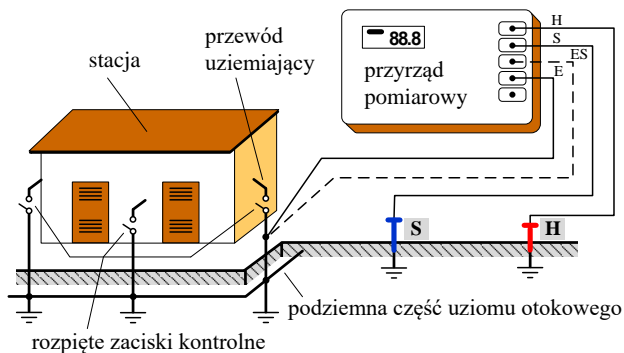 H
S
ES
E
88.8
przyrząd
pomiarowy
przewód
uziemiający
stacja
S
H
podziemna część uziomu otokowego
rozpięte zaciski kontrolne